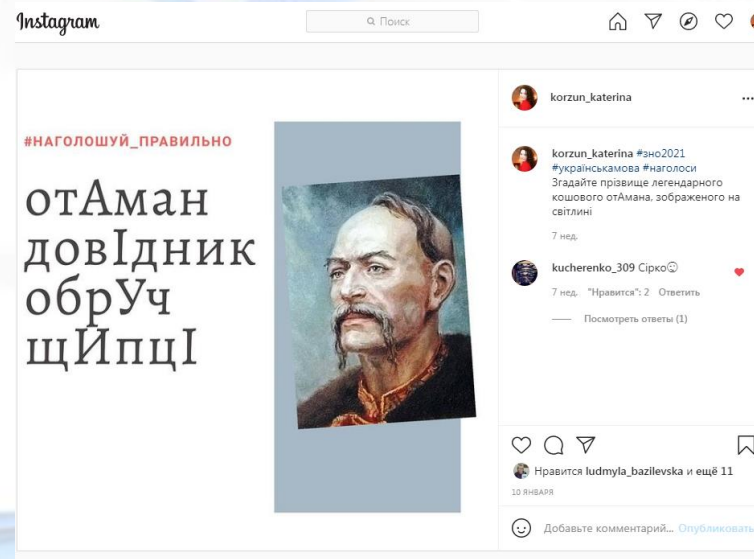 Instagram
Поиск
#НАГОЛОШУЙ_ПРАВИЛЬНО
отАман
довІдник
обрУч
щИпцІ
korzun_katerina
korzun_katerina #зно2021
#українськамова #наголоси
Згадайте прізвище легендарного
кошового отАмана, зображеного на
світлині
7 нед.
kucherenko_309 Сірко
7 нед. "Нравится": 2 Ответить
Посмотреть ответы (1)
Нравится ludmyla_bazilevska и ещё 11
10 ЯНВАРЯ
Добавьте комментарий... Опубликовать